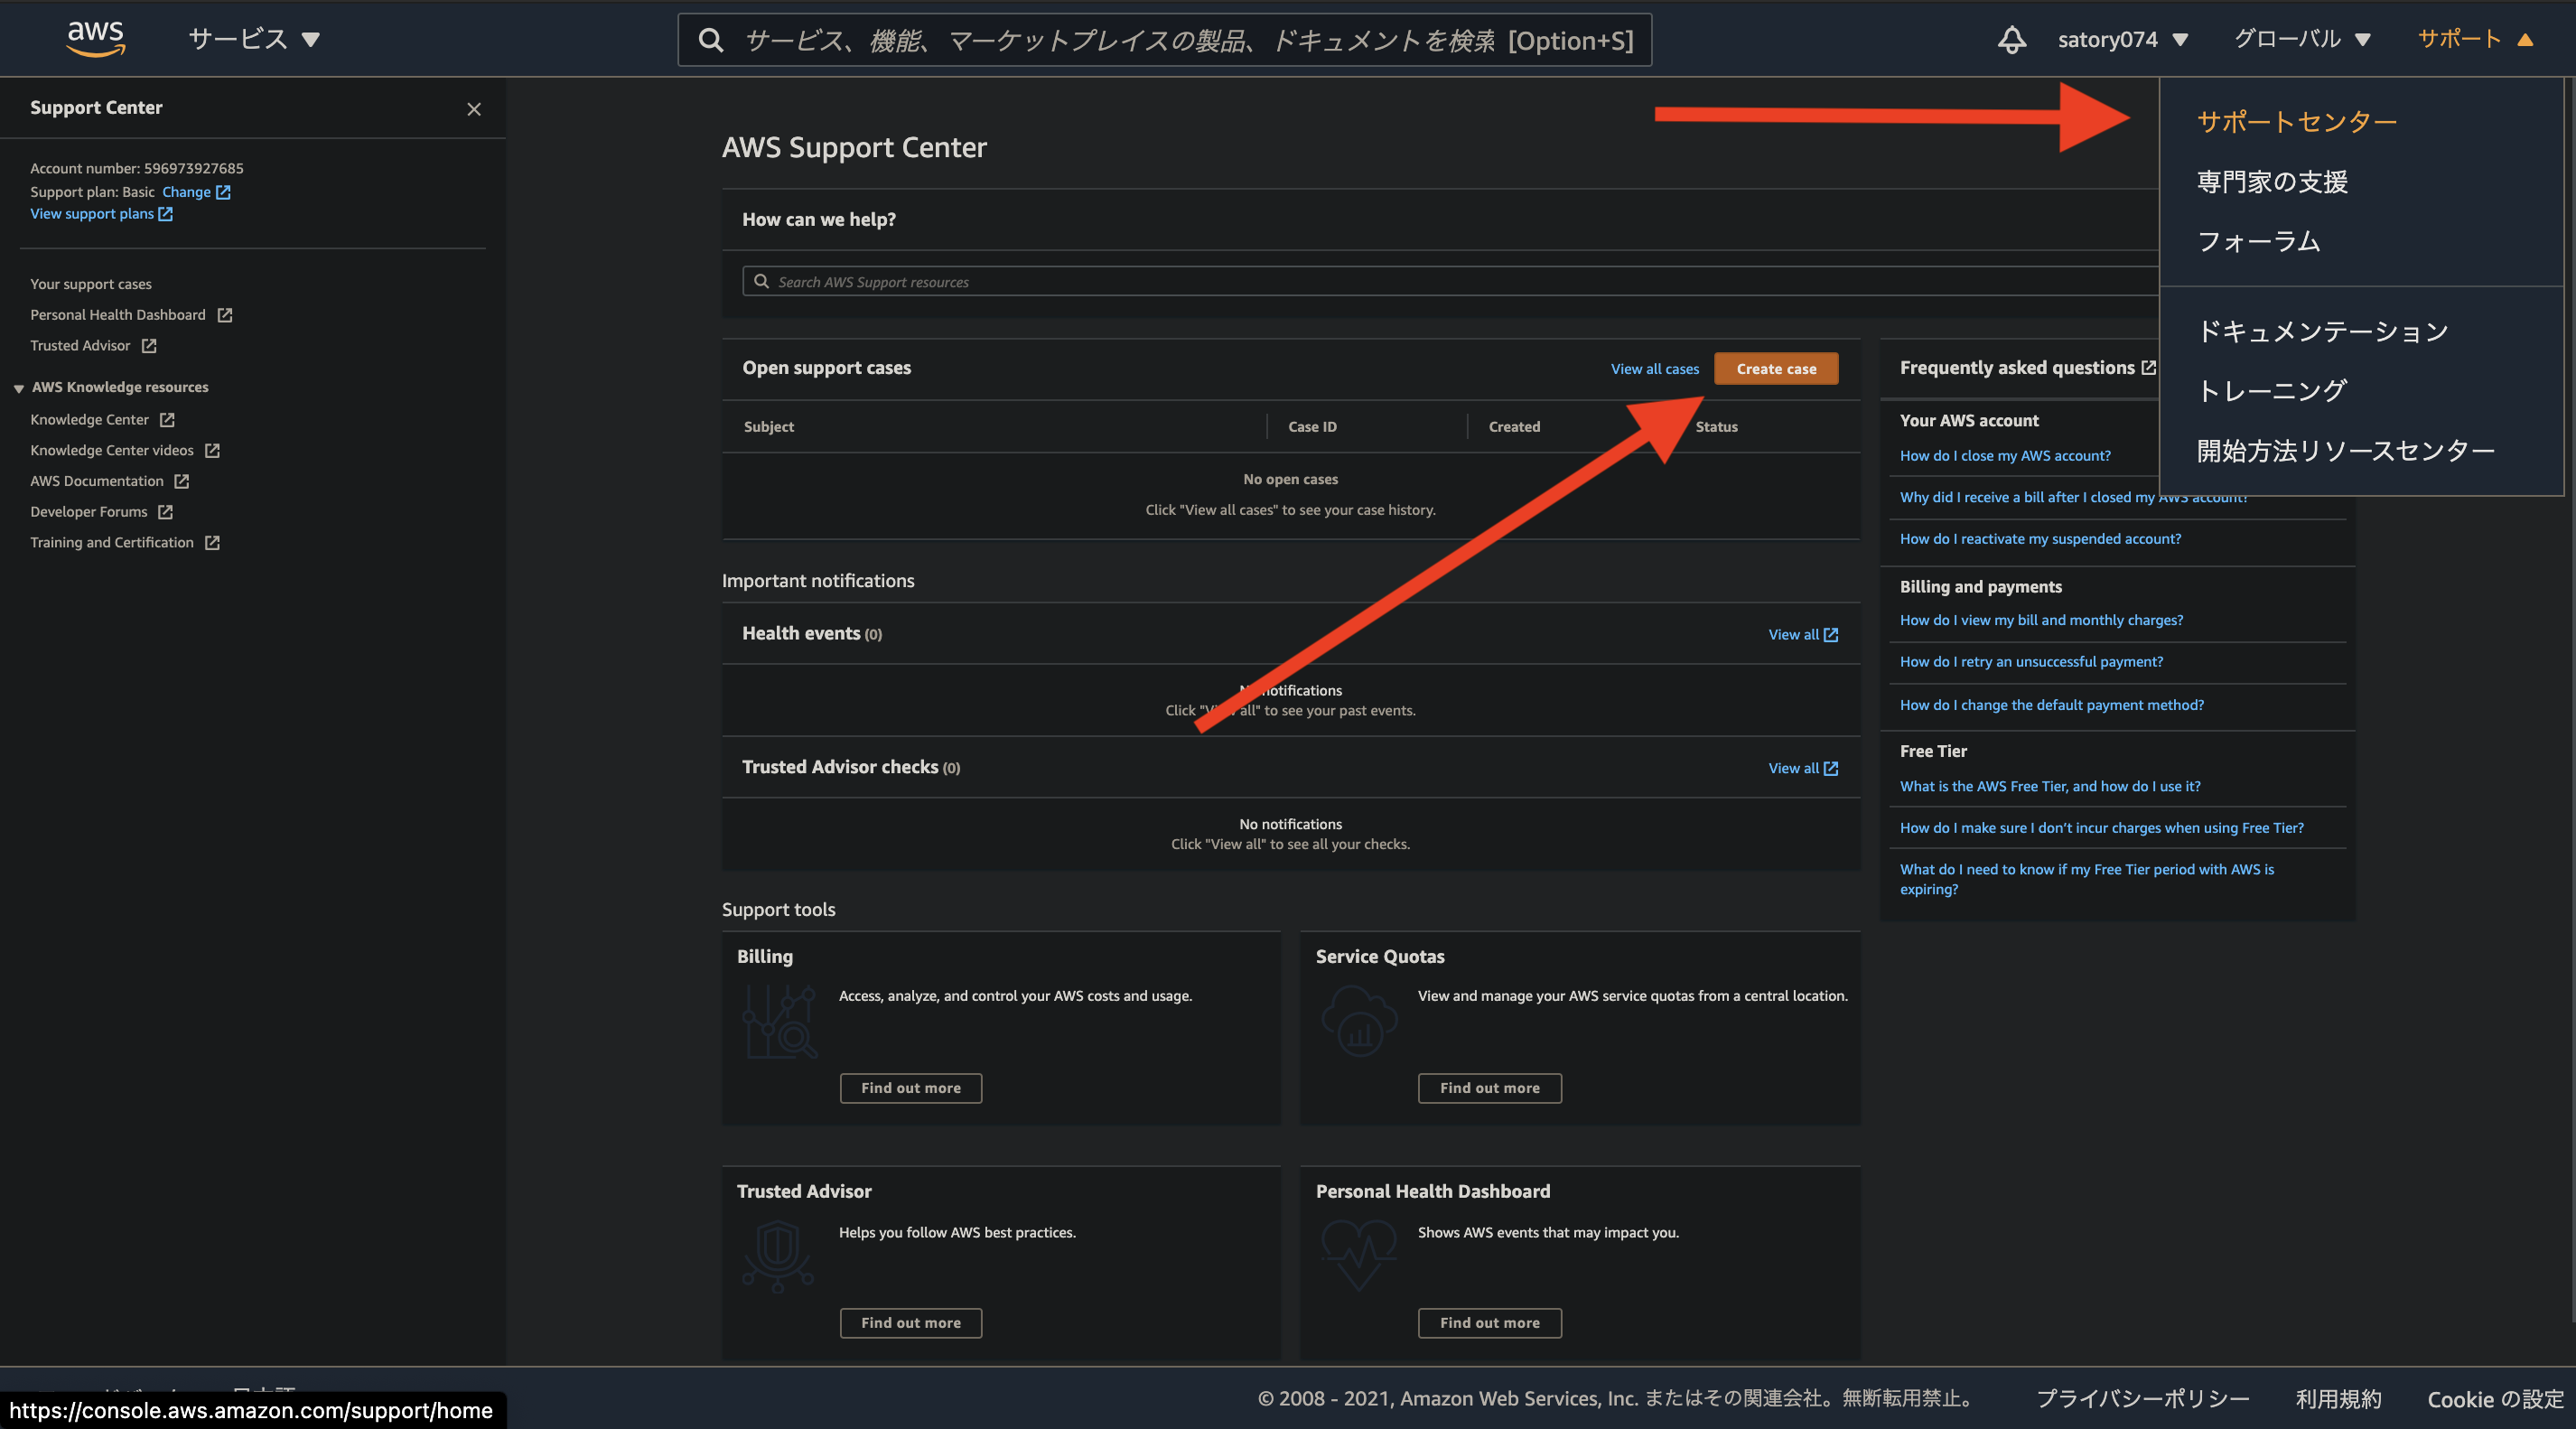 aws
サービス ▼
サービス、機能、マーケットプレイスの製品、ドキュメントを検索 [Option+S]
satory074 ▼
グローバル ▼
サポート ▲
サポートセンター
専門家の支援
フォーラム
ドキュメンテーション
トレーニング
開始方法リソースセンター
Support Center
Account number: 596973927685
Support plan: Basic Change
View support plans
Your support cases
Personal Health Dashboard
Trusted Advisor
AWS Knowledge resources
Knowledge Center
Knowledge Center videos
AWS Documentation
Developer Forums
Training and Certification
AWS Support Center
How can we help?
Search AWS Support resources
Open support cases
View all cases
Create case
Subject
Case ID
Created
Status
No open cases
Click "View all cases" to see your case history.
Important notifications
Health events (0)
View all
No notifications
Click "View all" to see your past events.
Trusted Advisor checks (0)
View all
No notifications
Click "View all" to see all your checks.
Support tools
Billing
Access, analyze, and control your AWS costs and usage.
Find out more
Service Quotas
View and manage your AWS service quotas from a central location.
Find out more
Trusted Advisor
Helps you follow AWS best practices.
Find out more
Personal Health Dashboard
Shows AWS events that may impact you.
Find out more
Frequently asked questions
Your AWS account
How do I close my AWS account?
Why did I receive a bill after I closed my AWS account?
How do I reactivate my suspended account?
Billing and payments
How do I view my bill and monthly charges?
How do I retry an unsuccessful payment?
How do I change the default payment method?
Free Tier
What is the AWS Free Tier, and how do I use it?
How do I make sure I don't incur charges when using Free Tier?
What do I need to know if my Free Tier period with AWS is
expiring?
https://console.aws.amazon.com/support/home
© 2008 - 2021, Amazon Web Services, Inc. またはその関連会社。無断転用禁止。
プライバシーポリシー
利用規約
Cookie の設定